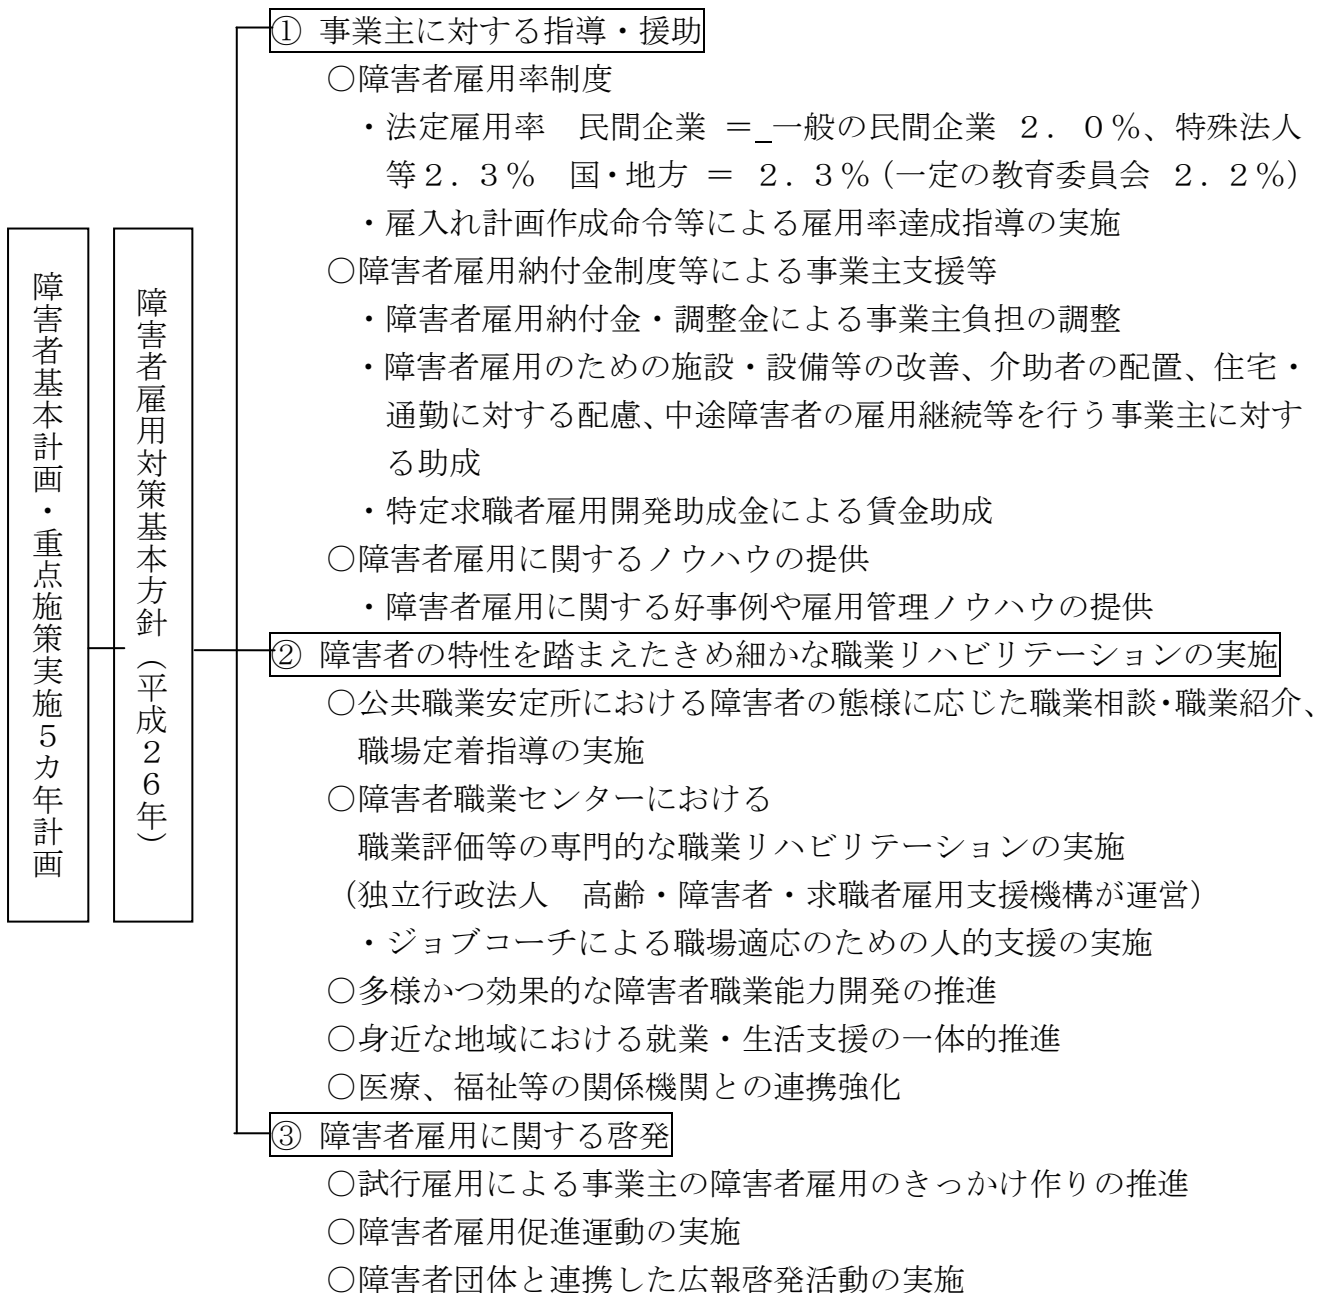 障害者基本計画・重点施策実施５カ年計画
障害者雇用対策基本方針（平成２６年）
① 事業主に対する指導・援助
○障害者雇用率制度
・法定雇用率　民間企業 ＝ 一般の民間企業 ２．０％、特殊法人
等２．３％　国・地方 ＝ ２．３％（一定の教育委員会 ２．２％）
・雇入れ計画作成命令等による雇用率達成指導の実施
○障害者雇用納付金制度等による事業主支援等
・障害者雇用納付金・調整金による事業主負担の調整
・障害者雇用のための施設・設備等の改善、介助者の配置、住宅・
通勤に対する配慮、中途障害者の雇用継続等を行う事業主に対す
る助成
・特定求職者雇用開発助成金による賃金助成
○障害者雇用に関するノウハウの提供
・障害者雇用に関する好事例や雇用管理ノウハウの提供
② 障害者の特性を踏まえたきめ細かな職業リハビリテーションの実施
○公共職業安定所における障害者の態様に応じた職業相談・職業紹介、
職場定着指導の実施
○障害者職業センターにおける
職業評価等の専門的な職業リハビリテーションの実施
（独立行政法人　高齢・障害者・求職者雇用支援機構が運営）
・ジョブコーチによる職場適応のための人的支援の実施
○多様かつ効果的な障害者職業能力開発の推進
○身近な地域における就業・生活支援の一体的推進
○医療、福祉等の関係機関との連携強化
③ 障害者雇用に関する啓発
○試行雇用による事業主の障害者雇用のきっかけ作りの推進
○障害者雇用促進運動の実施
○障害者団体と連携した広報啓発活動の実施